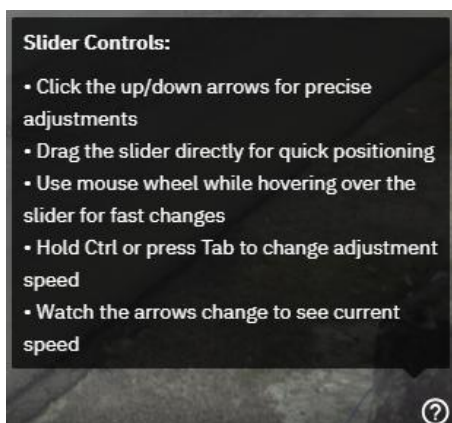 Slider Controls:
• Click the up/down arrows for precise
adjustments
• Drag the slider directly for quick positioning
• Use mouse wheel while hovering over the
slider for fast changes
• Hold Ctrl or press Tab to change adjustment
speed
• Watch the arrows change to see current
speed
?